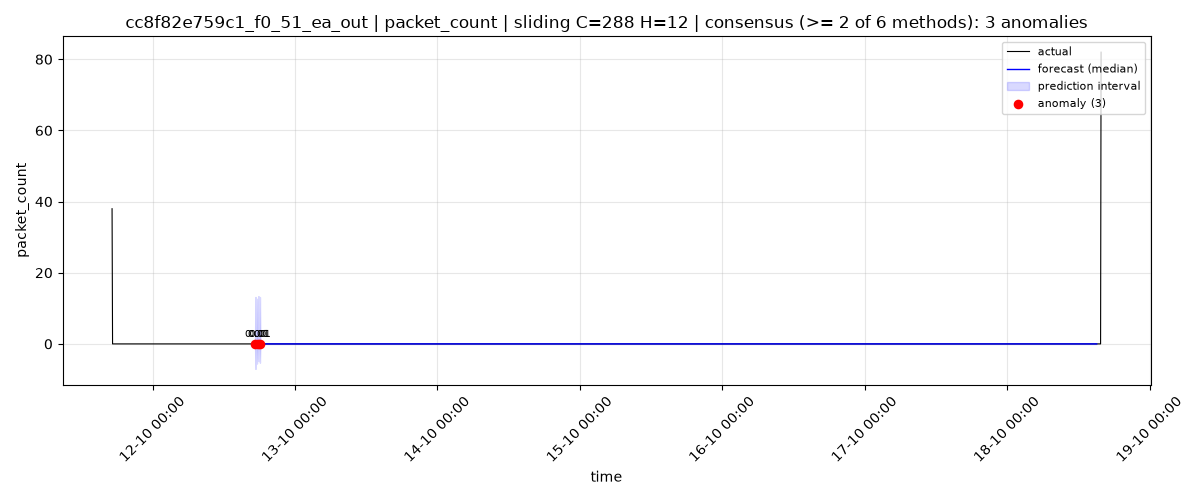 cc8f82e759c1_f0_51_ea_out | packet_count | sliding C=288 H=12 | consensus (>= 2 of 6 methods): 3 anomalies
actual
forecast (median)
prediction interval
anomaly (3)
packet_count
80
60
40
20
0
12-10 00:00
13-10 00:00
14-10 00:00
15-10 00:00
16-10 00:00
17-10 00:00
18-10 00:00
19-10 00:00
time